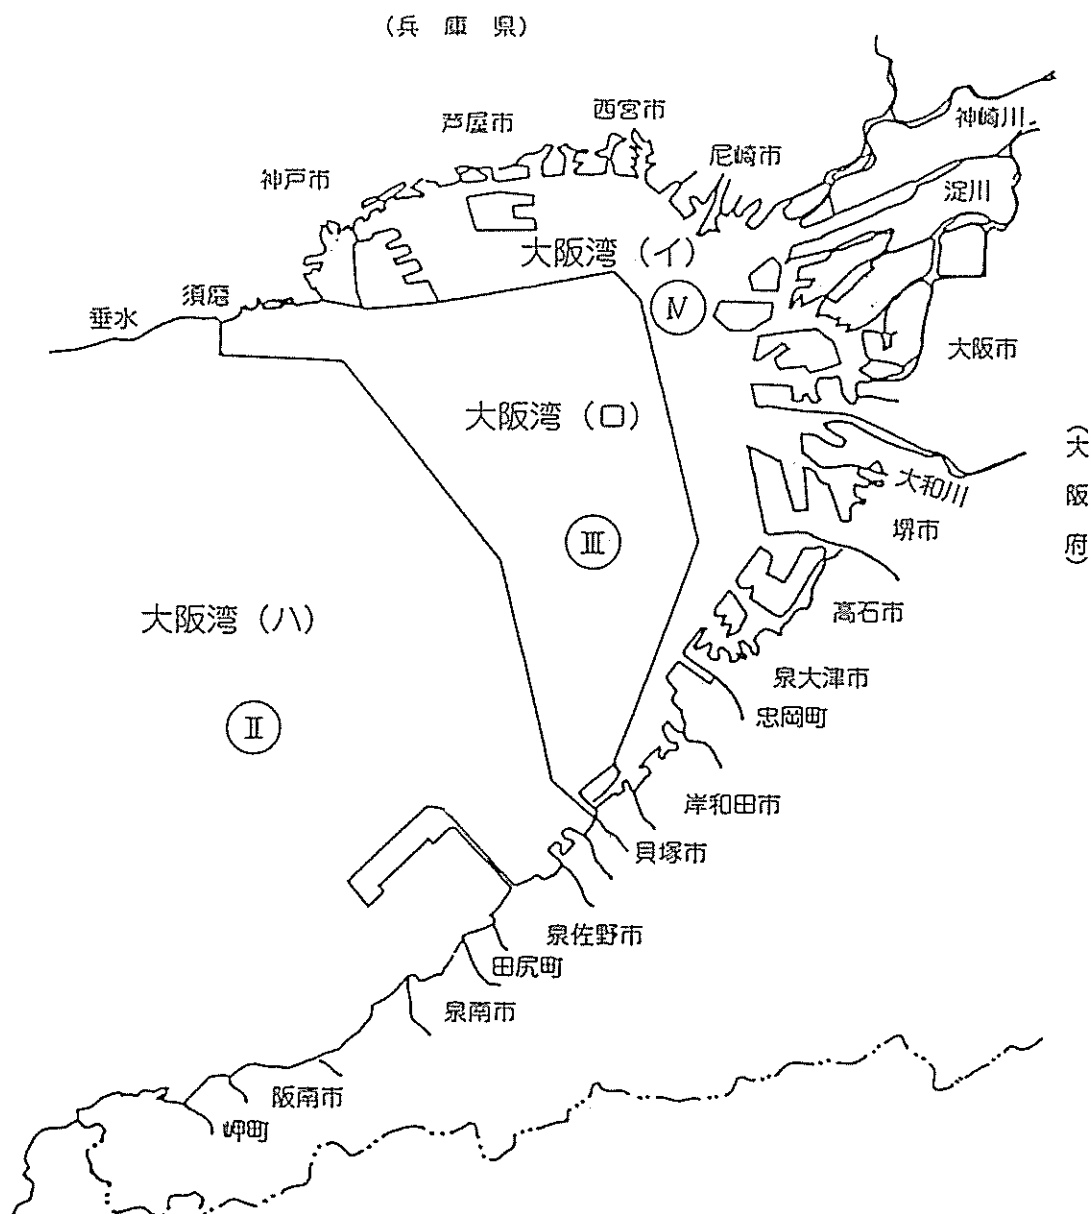 (兵庫県)
西宮市
芦屋市
尼崎市
神崎川
神戸市
淀川
大阪湾(イ)
Ⅳ
須磨
垂水
大阪市
大阪湾(ロ)
(大阪府)
大和川
堺市
Ⅲ
大阪湾(ハ)
高石市
泉大津市
忠岡町
Ⅱ
岸和田市
貝塚市
泉佐野市
田尻町
泉南市
阪南市
岬町